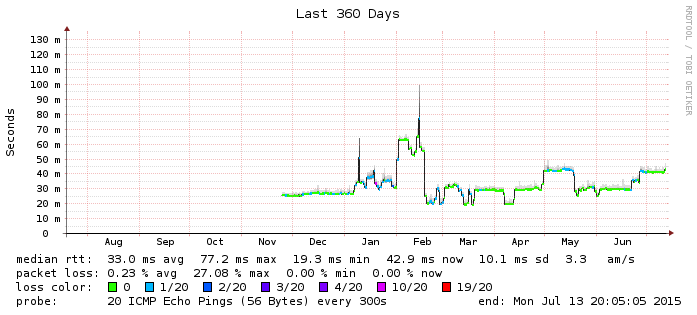 Last 360 Days
RRDTOOL / TOBI OETIKER
Seconds
130 m
120 m
110 m
100 m
90 m
80 m
70 m
60 m
50 m
40 m
30 m
20 m
10 m
0
Aug Sep Oct Nov Dec Jan Feb Mar Apr May Jun
median rtt: 33.0 ms avg 77.2 ms max 19.3 ms min 42.9 ms now 10.1 ms sd 3.3 am/s
packet loss: 0.23 % avg 27.08 % max 0.00 % min 0.00 % now
loss color: 0 1/20 2/20 3/20 4/20 10/20 19/20
probe: 20 ICMP Echo Pings (56 Bytes) every 300s end: Mon Jul 13 20:05:05 2015